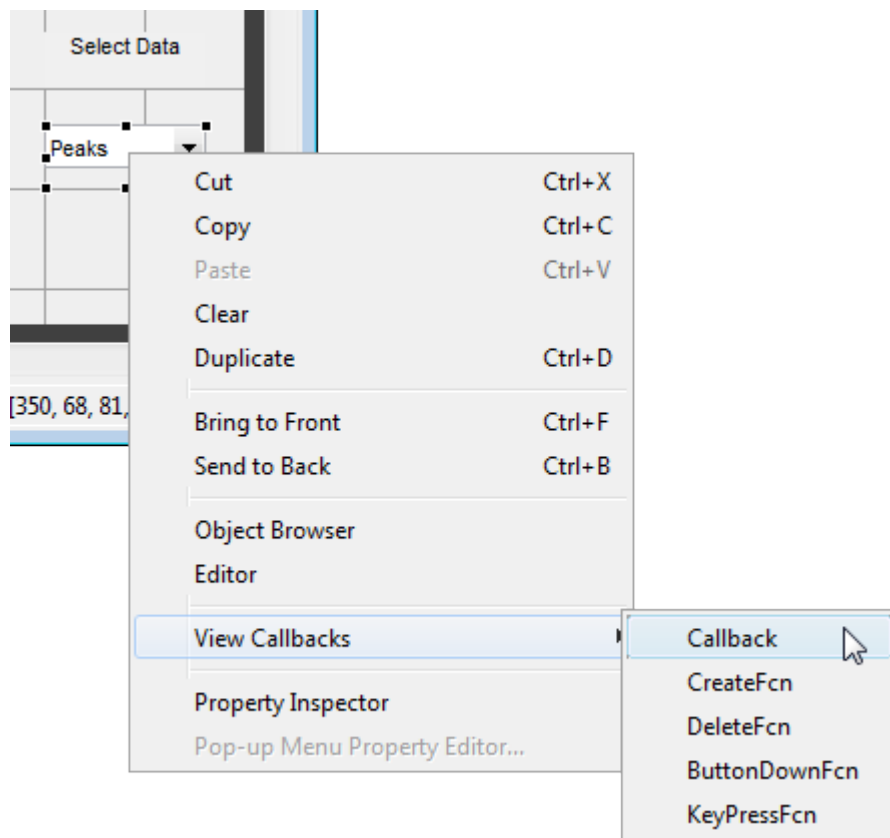 Select Data
Peaks
Cut Ctrl+X
Copy Ctrl+C
Paste Ctrl+V
Clear
Duplicate Ctrl+D
[350, 68, 81,
Bring to Front Ctrl+F
Send to Back Ctrl+B
Object Browser
Editor
View Callbacks
Callback
CreateFcn
Property Inspector
DeleteFcn
Pop-up Menu Property Editor...
ButtonDownFcn
KeyPressFcn